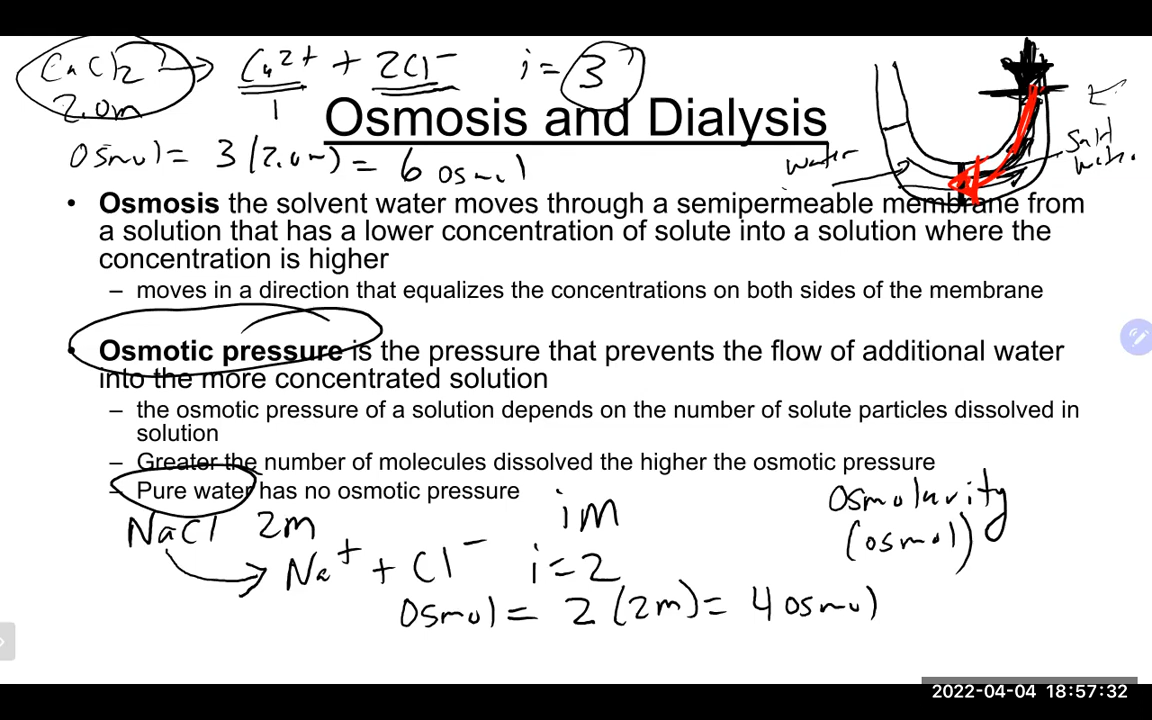 CaCl2 → Ca2+ + 2Cl− i = 3
2.0m 1
Osmosis and Dialysis
Osmol = 3 (2.0m) = 6 osmol
water
Salt
water
• Osmosis the solvent water moves through a semipermeable membrane from
a solution that has a lower concentration of solute into a solution where the
concentration is higher
– moves in a direction that equalizes the concentrations on both sides of the membrane
• Osmotic pressure is the pressure that prevents the flow of additional water
into the more concentrated solution
– the osmotic pressure of a solution depends on the number of solute particles dissolved in
solution
– Greater the number of molecules dissolved the higher the osmotic pressure
– Pure water has no osmotic pressure
NaCl 2m iM Osmolarity
(osmol)
Na+ + Cl− i = 2
Osmol = 2 (2m) = 4 osmol
2022-04-04 18:57:32